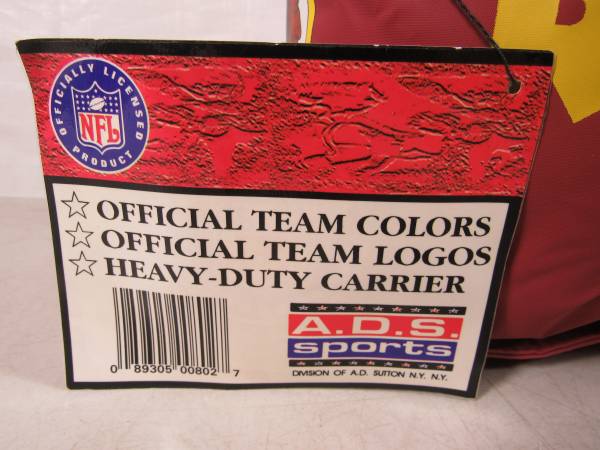 OFFICIALLY LICENSED
NFL
PRODUCT
OFFICIAL TEAM COLORS
OFFICIAL TEAM LOGOS
HEAVY-DUTY CARRIER
A.D.S.
sports
DIVISION OF A.D. SUTTON N.Y. N.Y.
0 89305 00802 7